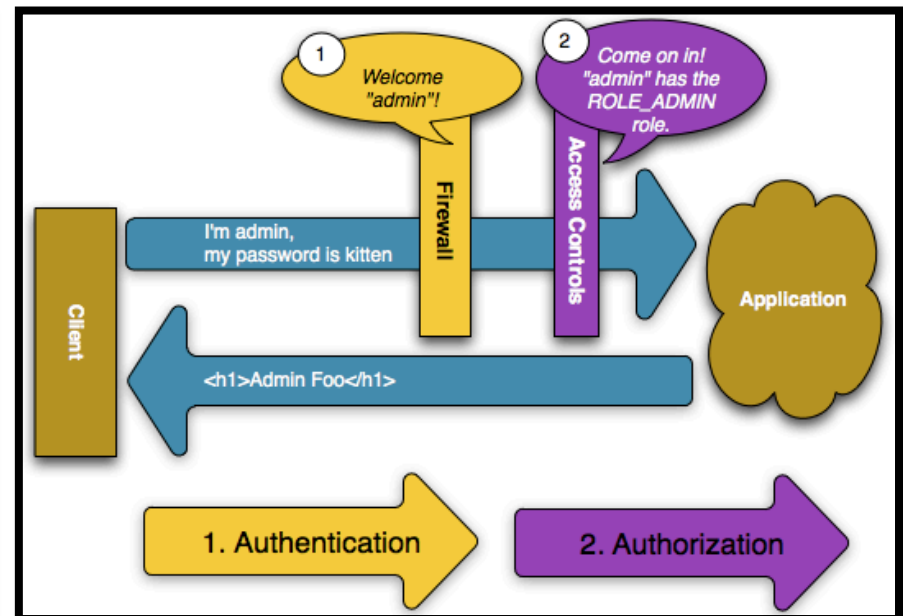 1
Welcome
"admin"!
2
Come on in!
"admin" has the
ROLE_ADMIN
role.
Firewall
Access Controls
I'm admin,
my password is kitten
Client
Application
<h1>Admin Foo</h1>
1. Authentication
2. Authorization